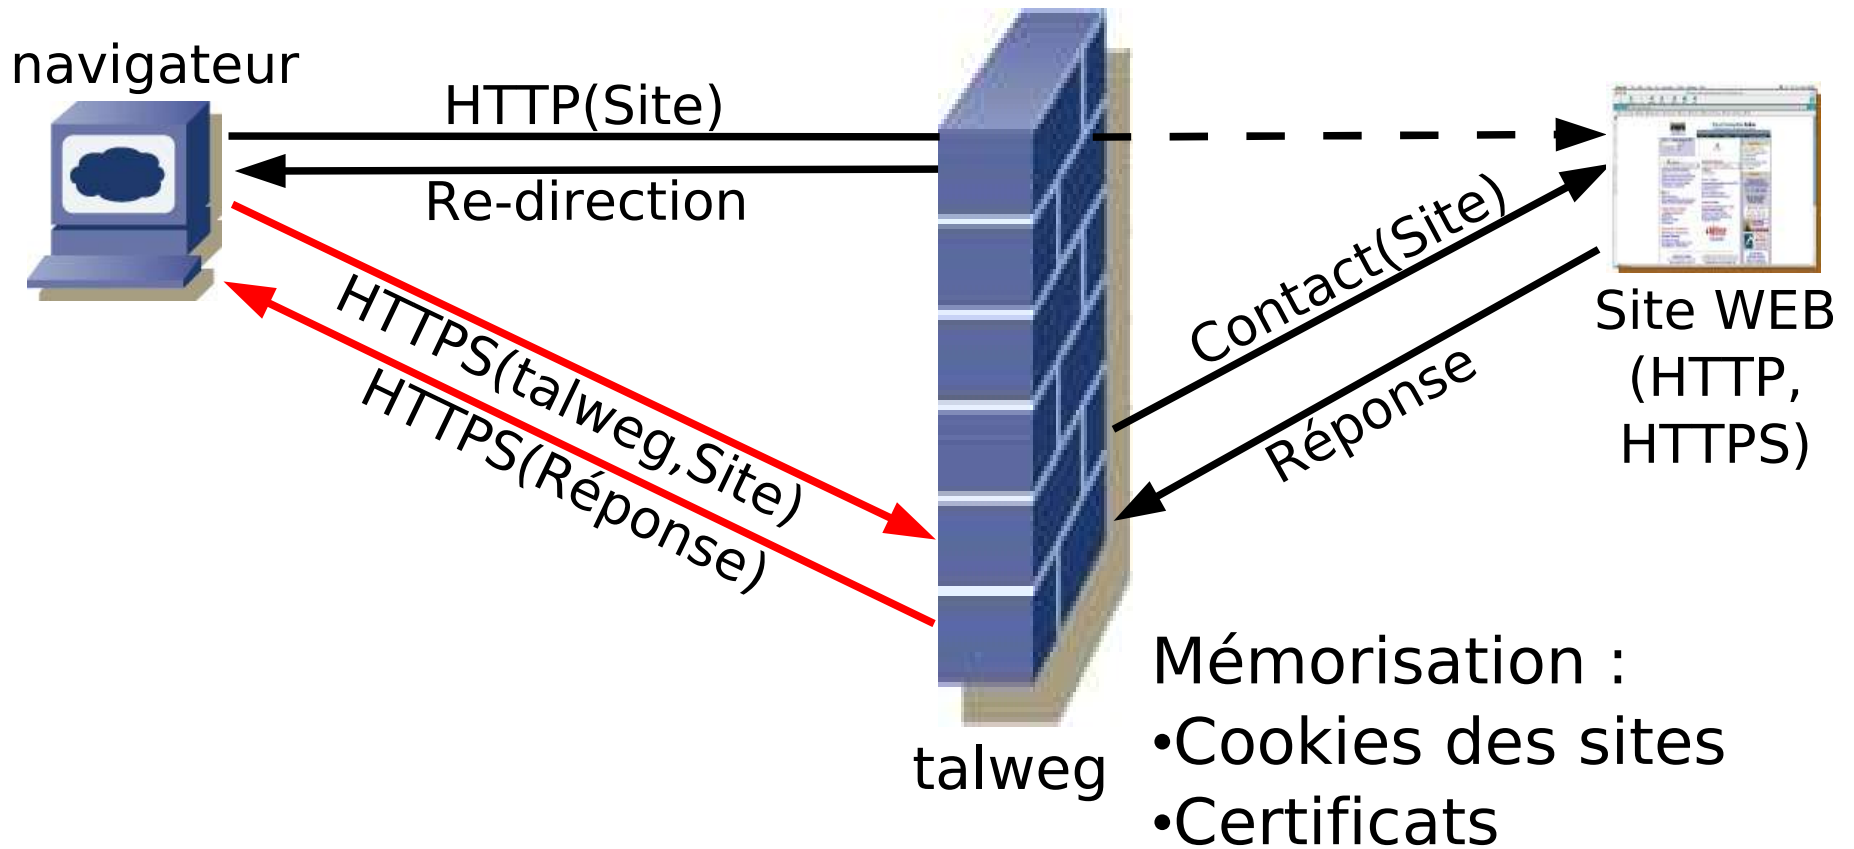 navigateur
HTTP(Site)
Re-direction
HTTPS(talweg,Site)
HTTPS(Réponse)
Contact(Site)
Réponse
Site WEB
(HTTP,
HTTPS)
talweg
Mémorisation :
•Cookies des sites
•Certificats